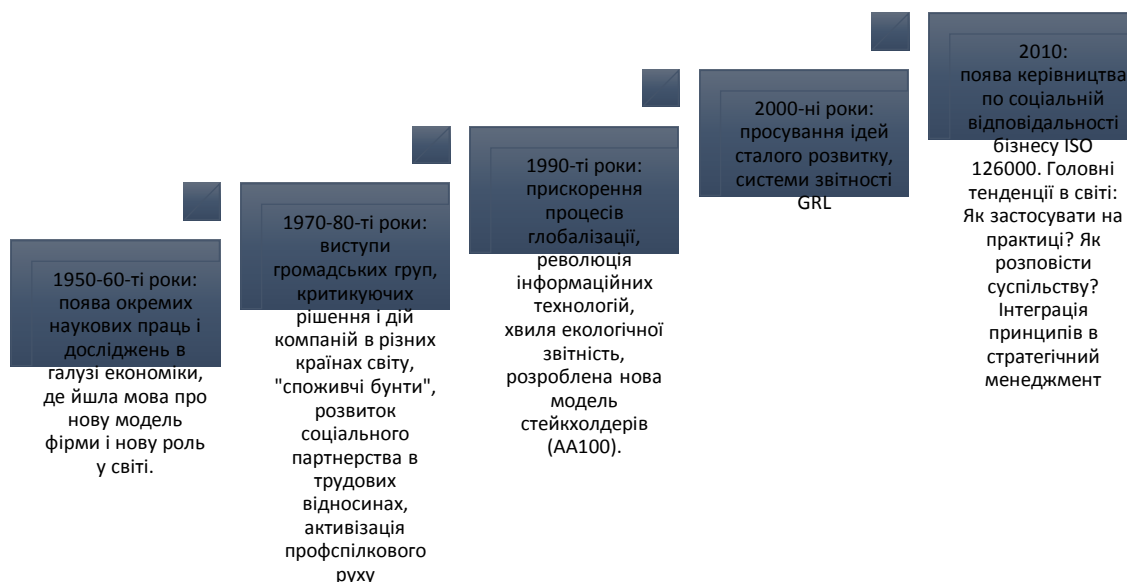 1950-60-ті роки:
поява окремих
наукових праць і
досліджень в
галузі економіки,
де йшла мова про
нову модель
фірми і нову роль
у світі.
1970-80-ті роки:
виступи
громадських груп,
критикуючих
рішення і дій
компаній в різних
країнах світу,
"споживчі бунти",
розвиток
соціального
партнерства в
трудових
відносинах,
активізація
профспілкового
руху
1990-ті роки:
прискорення
процесів
глобалізації,
революція
інформаційних
технологій,
хвиля екологічної
звітність,
розроблена нова
модель
стейкхолдерів
(АА100).
2000-ні роки:
просування ідей
сталого розвитку,
системи звітності
GRL
2010:
поява керівництва
по соціальній
відповідальності
бізнесу ISO
126000. Головні
тенденції в світі:
Як застосувати на
практиці? Як
розповісти
суспільству?
Інтеграція
принципів в
стратегічний
менеджмент